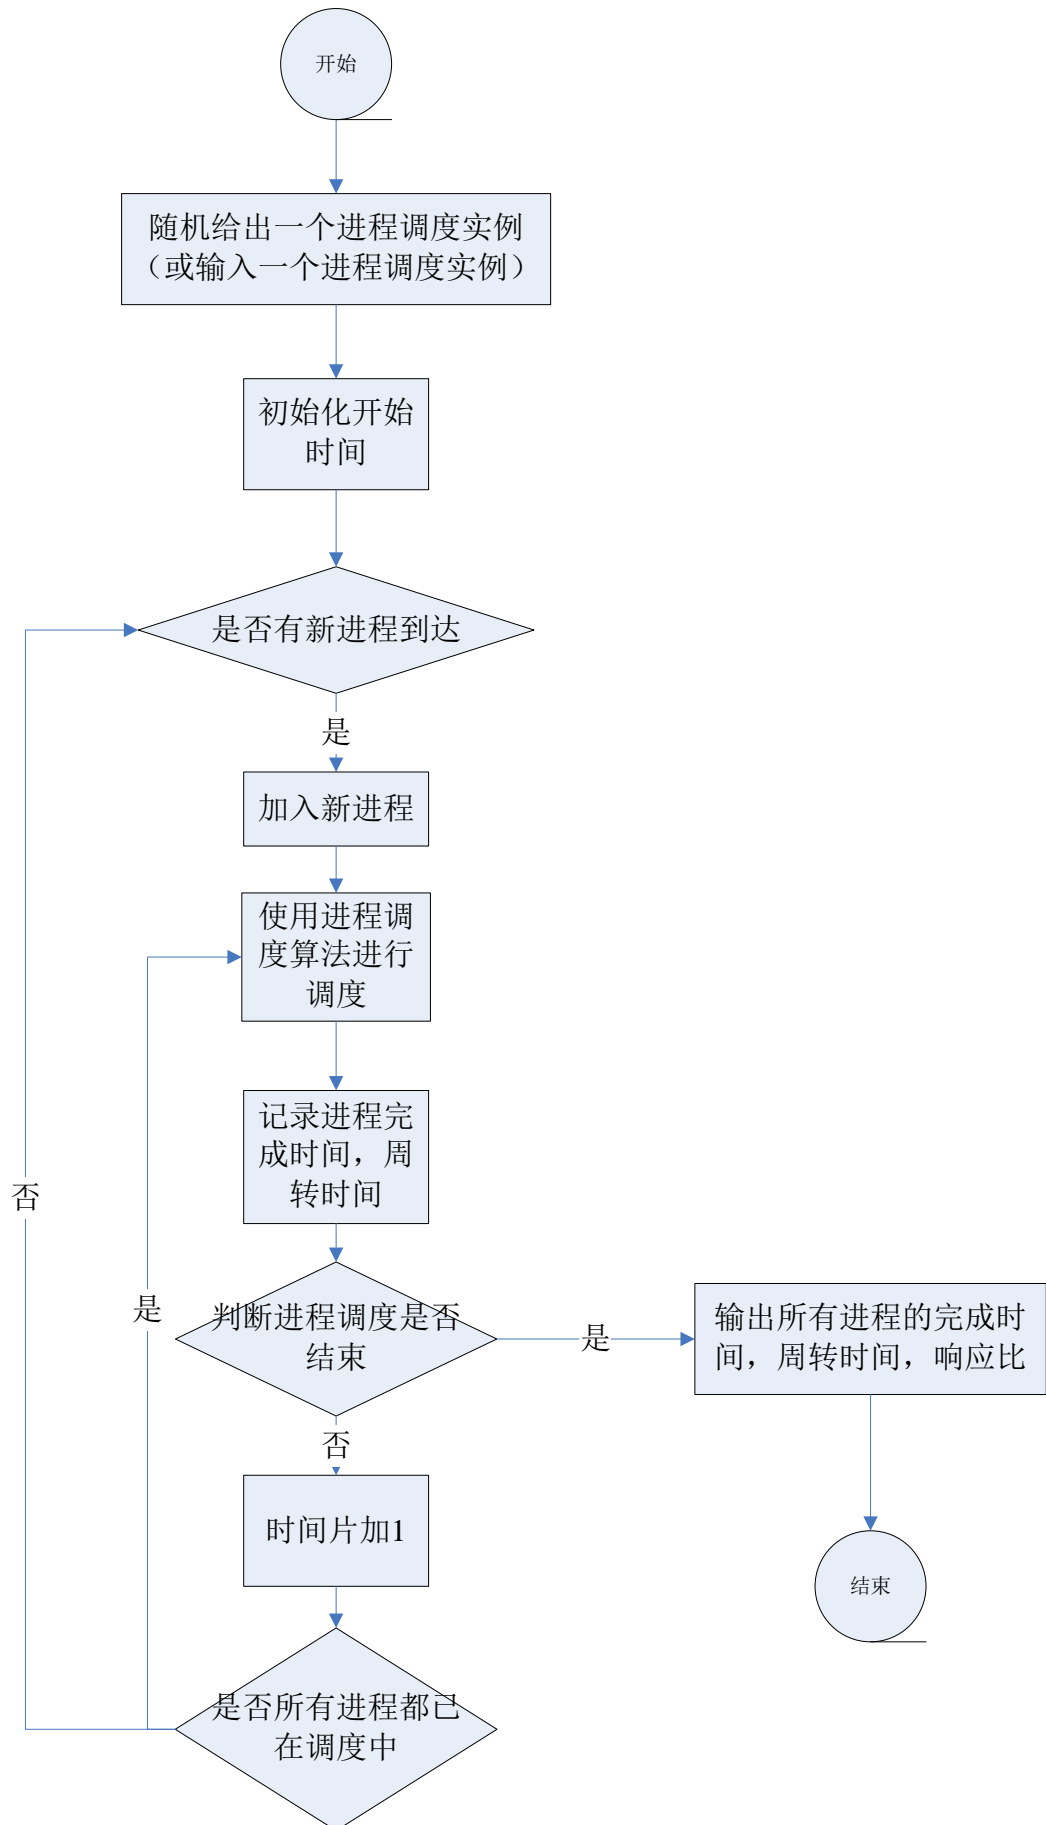 开始
随机给出一个进程调度实例
（或输入一个进程调度实例）
初始化开始
时间
是否有新进程到达
是
加入新进程
使用进程调
度算法进行
调度
记录进程完
成时间，周
转时间
否
是
判断进程调度是否
结束
是
输出所有进程的完成时
间，周转时间，响应比
否
时间片加1
结束
是否所有进程都已
在调度中